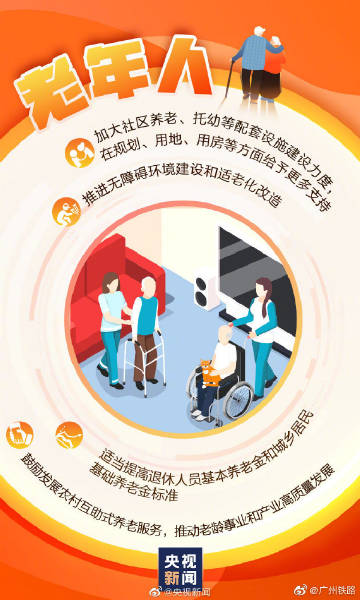 老年人
加大社区养老、托幼等配套设施建设力度,
在规划、用地、用房等方面给予更多支持
推进无障碍环境建设和适老化改造
适当提高退休人员基本养老金和城乡居民
基础养老金标准
鼓励发展农村互助式养老服务，推动老龄事业和产业高质量发展
央视
新闻
@央视新闻
@广州铁路